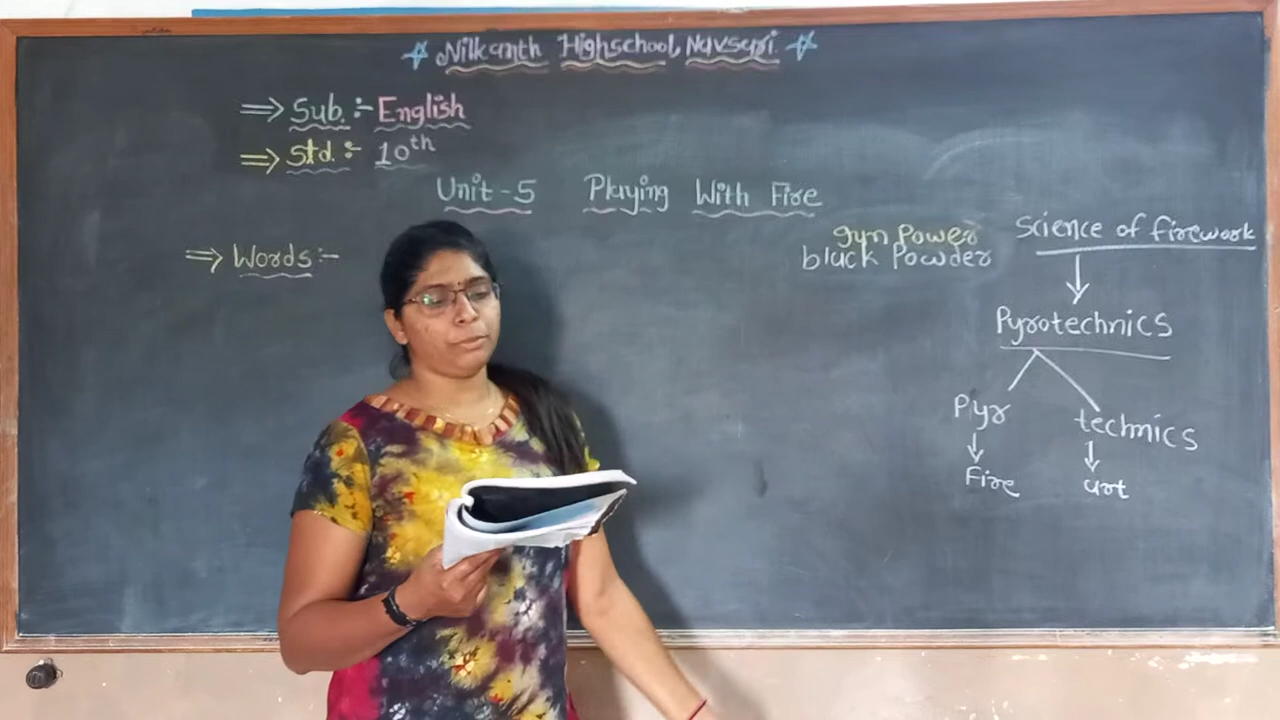 Nilkanth Highschool, Navsari
⇒ Sub. :- English
⇒ Std. :- 10th
Unit-5 Playing With Fire
⇒ Words :-
gun Power
black Powder
Science of firework
↓
Pyrotechnics
Pyr technics
↓ ↓
Fire art